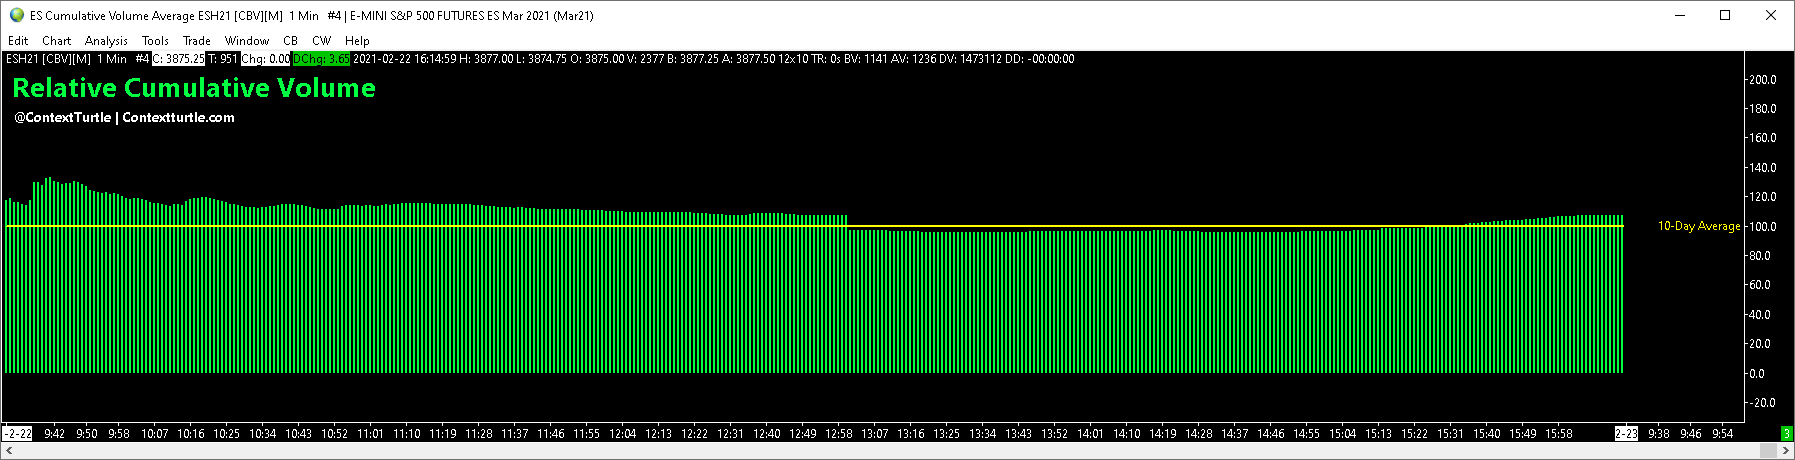 ES Cumulative Volume Average ESH21 [CBV][M]  1 Min   #4 | E-MINI S&P 500 FUTURES ES Mar 2021 (Mar21)
Edit Chart Analysis Tools Trade Window CB CW Help
ESH21 [CBV][M]  1 Min   #4 C: 3875.25 T: 951 Chg: 0.00 DChg: 3.65 2021-02-22 16:14:59 H: 3877.00 L: 3874.75 O: 3875.00 V: 2377 B: 3877.25 A: 3877.50 12x10 TR: 0s BV: 1141 AV: 1236 DV: 1473112 DD: -00:00:00
Relative Cumulative Volume
@ContextTurtle | Contextturtle.com
200.0
180.0
160.0
140.0
120.0
10-Day Average 100.0
80.0
60.0
40.0
20.0
0.0
-20.0
-2-22 9:42 9:50 9:58 10:07 10:16 10:25 10:34 10:43 10:52 11:01 11:10 11:19 11:28 11:37 11:46 11:55 12:04 12:13 12:22 12:31 12:40 12:49 12:58 13:07 13:16 13:25 13:34 13:43 13:52 14:01 14:10 14:19 14:28 14:37 14:46 14:55 15:04 15:13 15:22 15:31 15:40 15:49 15:58 2-23 9:38 9:46 9:54 3